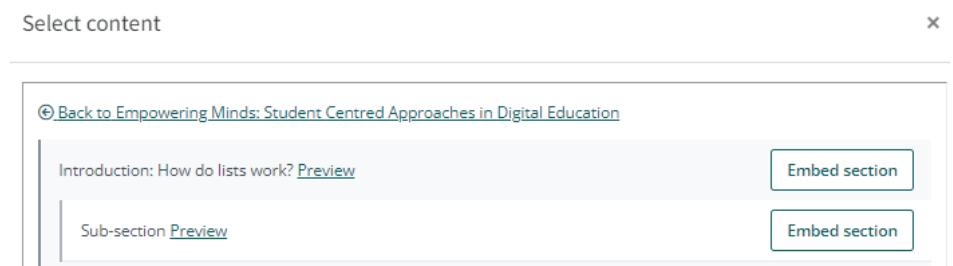 Select content ×
Back to Empowering Minds: Student Centred Approaches in Digital Education
Introduction: How do lists work? Preview Embed section
Sub-section Preview Embed section